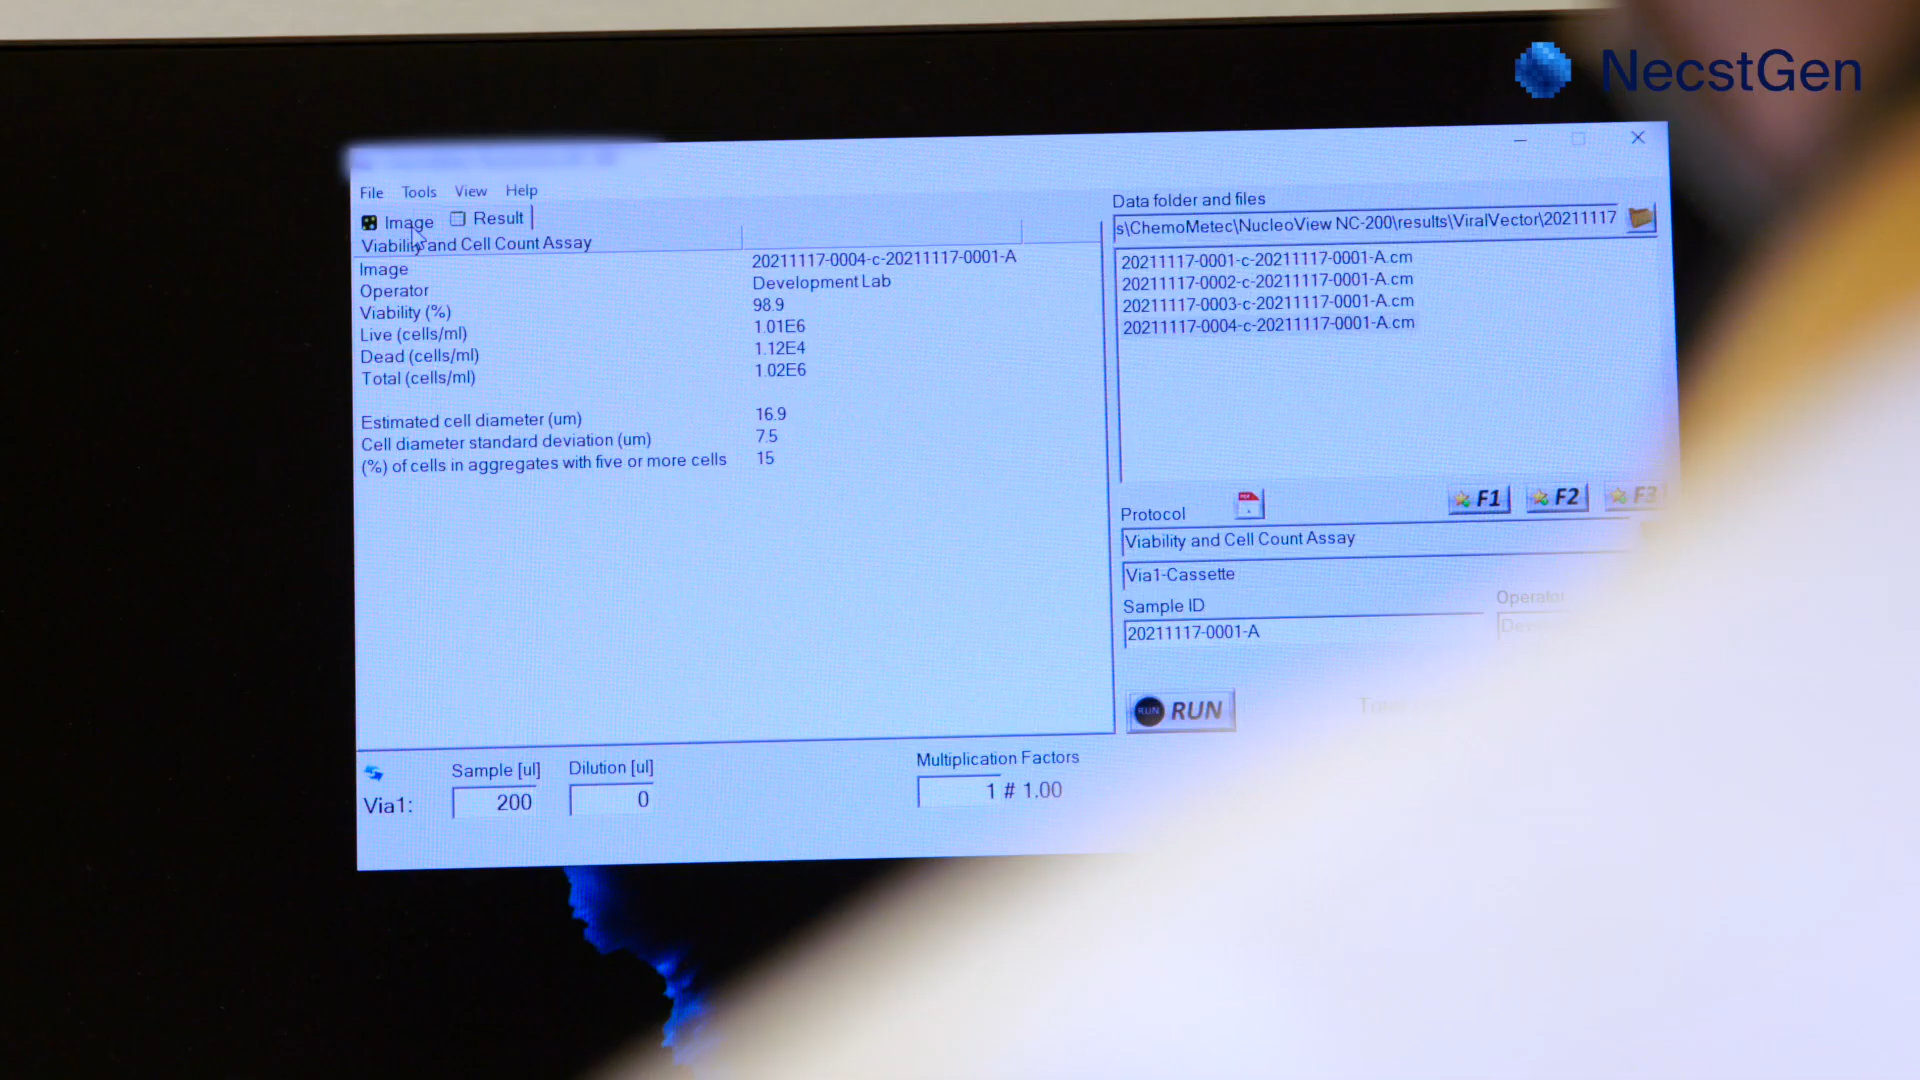 NecstGen
File Tools View Help
Image Result
Viability and Cell Count Assay
Image 20211117-0004-c-20211117-0001-A
Operator Development Lab
Viability (%) 98.9
Live (cells/ml) 1.01E6
Dead (cells/ml) 1.12E4
Total (cells/ml) 1.02E6
Estimated cell diameter (um) 16.9
Cell diameter standard deviation (um) 7.5
(%) of cells in aggregates with five or more cells 15
Data folder and files
s\ChemoMetec\NucleoView NC-200\results\ViralVector\20211117
20211117-0001-c-20211117-0001-A.cm
20211117-0002-c-20211117-0001-A.cm
20211117-0003-c-20211117-0001-A.cm
20211117-0004-c-20211117-0001-A.cm
Protocol
F1 F2 F3
Viability and Cell Count Assay
Via1-Cassette
Sample ID Operator
20211117-0001-A
RUN RUN
Sample [ul] Dilution [ul] Multiplication Factors
Via1: 200 0 1 # 1.00